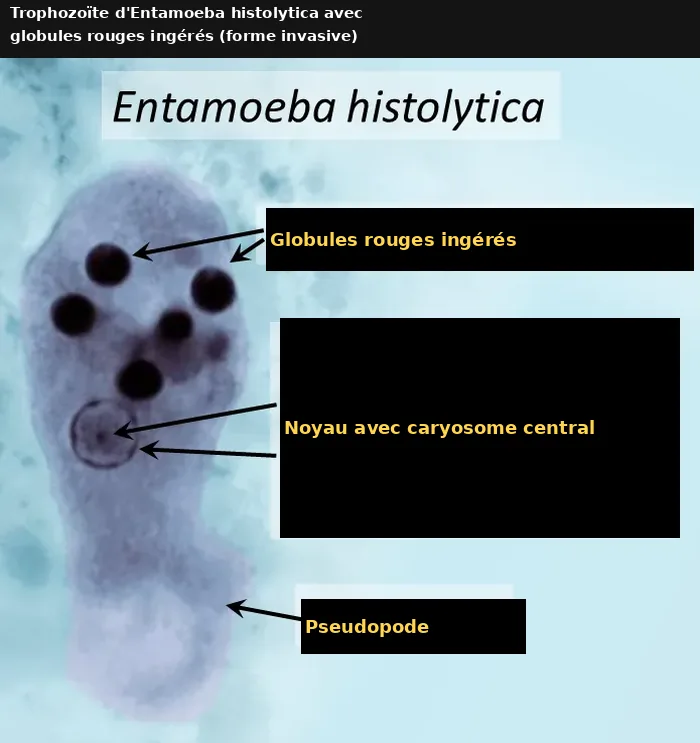 Trophozoïte d'Entamoeba histolytica avec
globules rouges ingérés (forme invasive)
Entamoeba histolytica
Globules rouges ingérés
Noyau avec caryosome central
Pseudopode